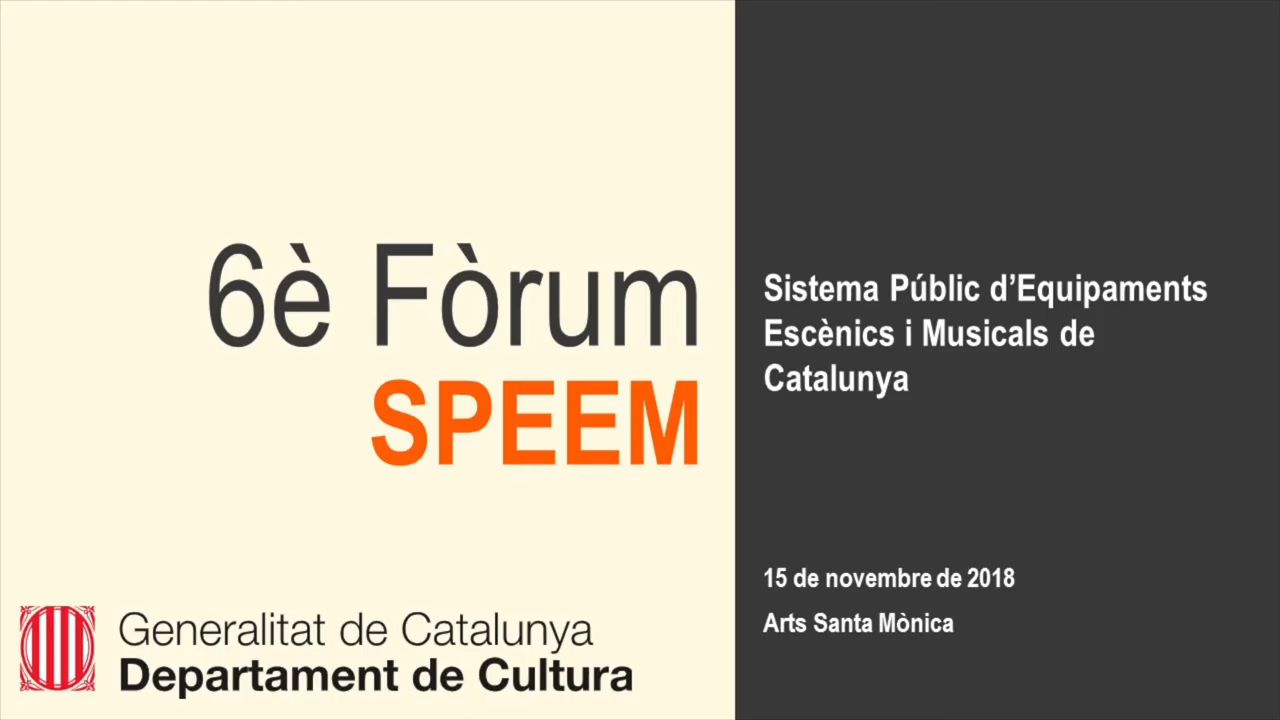 6è Fòrum
SPEEM
Sistema Públic d’Equipaments
Escènics i Musicals de
Catalunya
15 de novembre de 2018
Arts Santa Mònica
Generalitat de Catalunya
Departament de Cultura